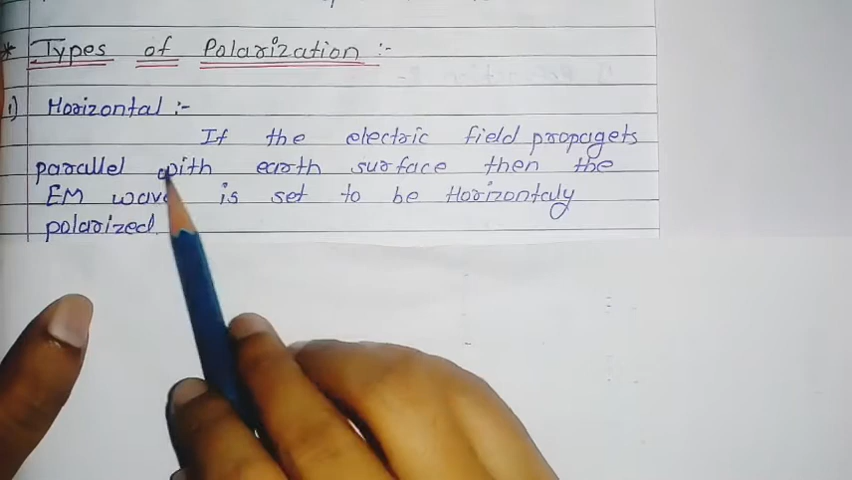 * Types of Polarization :-
1) Horizontal :-
If the electric field propagets
parallel with earth surface then the
EM wave is set to be Horizontaly
polarized.